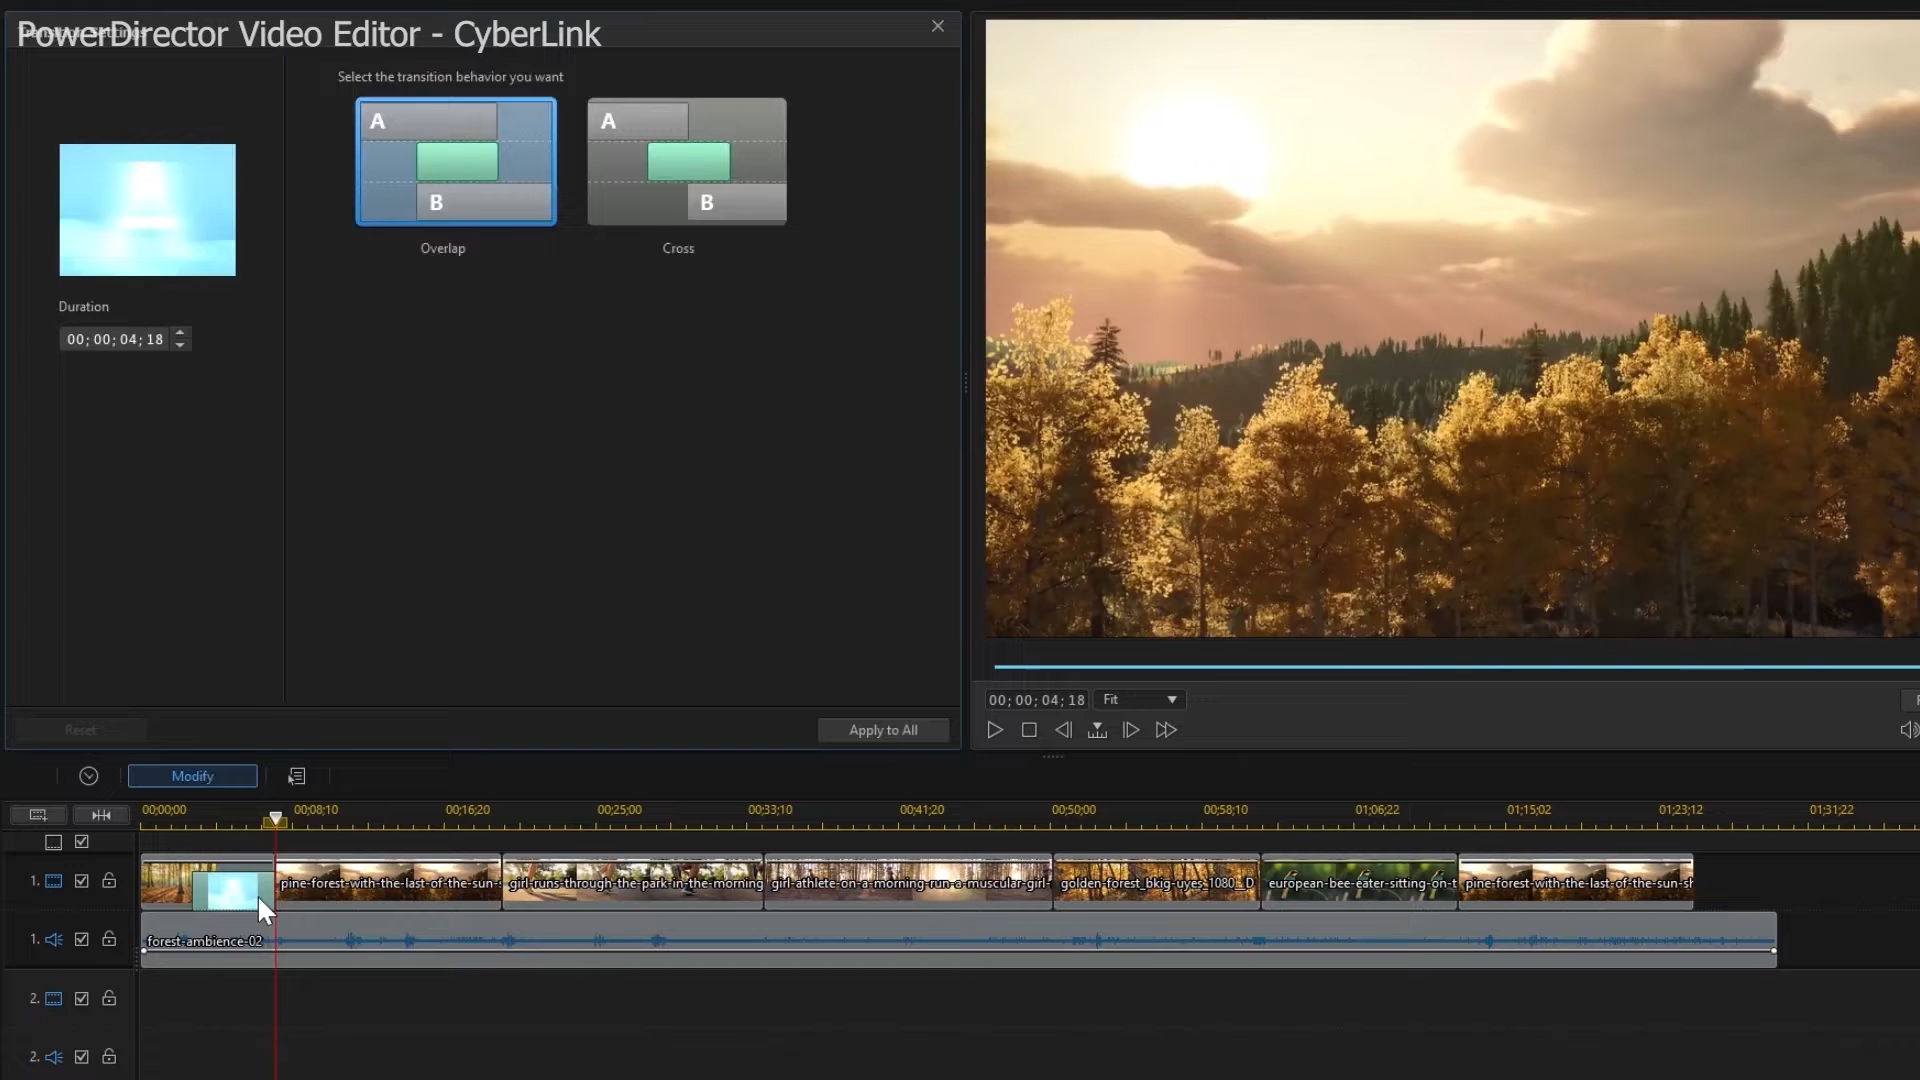 PowerDirector Video Editor - CyberLink
Select the transition behavior you want
A
B
Overlap
A
B
Cross
Duration
00;00;04;18
Reset
Apply to All
00;00;04;18
Fit
Modify
00;00;00
00;08;10
00;16;20
00;25;00
00;33;10
00;41;20
00;50;00
00;58;10
01;06;22
01;15;02
01;23;12
01;31;22
1.
pine-forest-with-the-last-of-the-sun-s
girl-runs-through-the-park-in-the-morning
girl-athlete-on-a-morning-run-a-muscular-girl-
golden-forest_bkig-uyes_1080__D
european-bee-eater-sitting-on-t
pine-forest-with-the-last-of-the-sun-sh
1.
forest-ambience-02
2.
2.